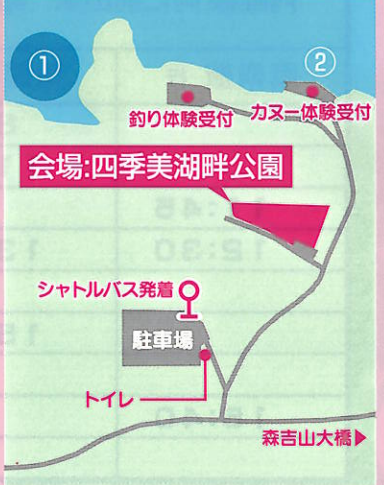 ①
②
釣り体験受付
カヌー体験受付
会場:四季美湖畔公園
シャトルバス発着
駐車場
トイレ
森吉山大橋▶